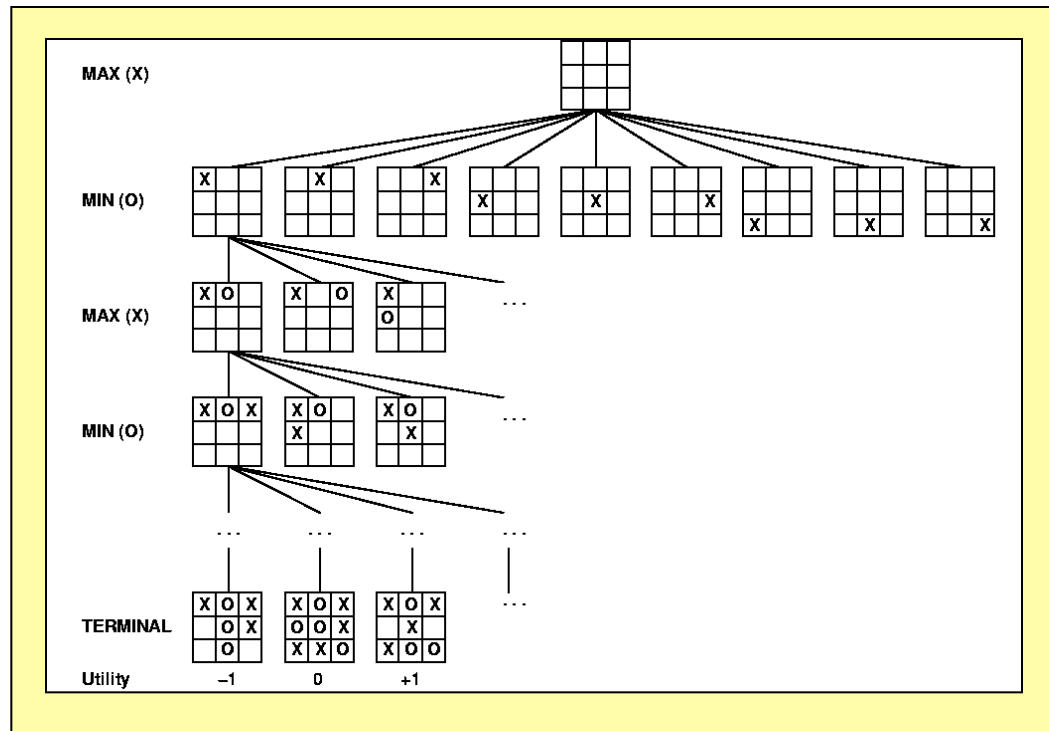 MAX (X)
X X X X X X X X X
MIN (O)
X O X O X
O
...
MAX (X)
X O X X O X O
X X
...
MIN (O)
... ... ... ...
X O X X O X X O X
...
TERMINAL
O X O O X X
O X X O X O O
Utility
−1 0 +1